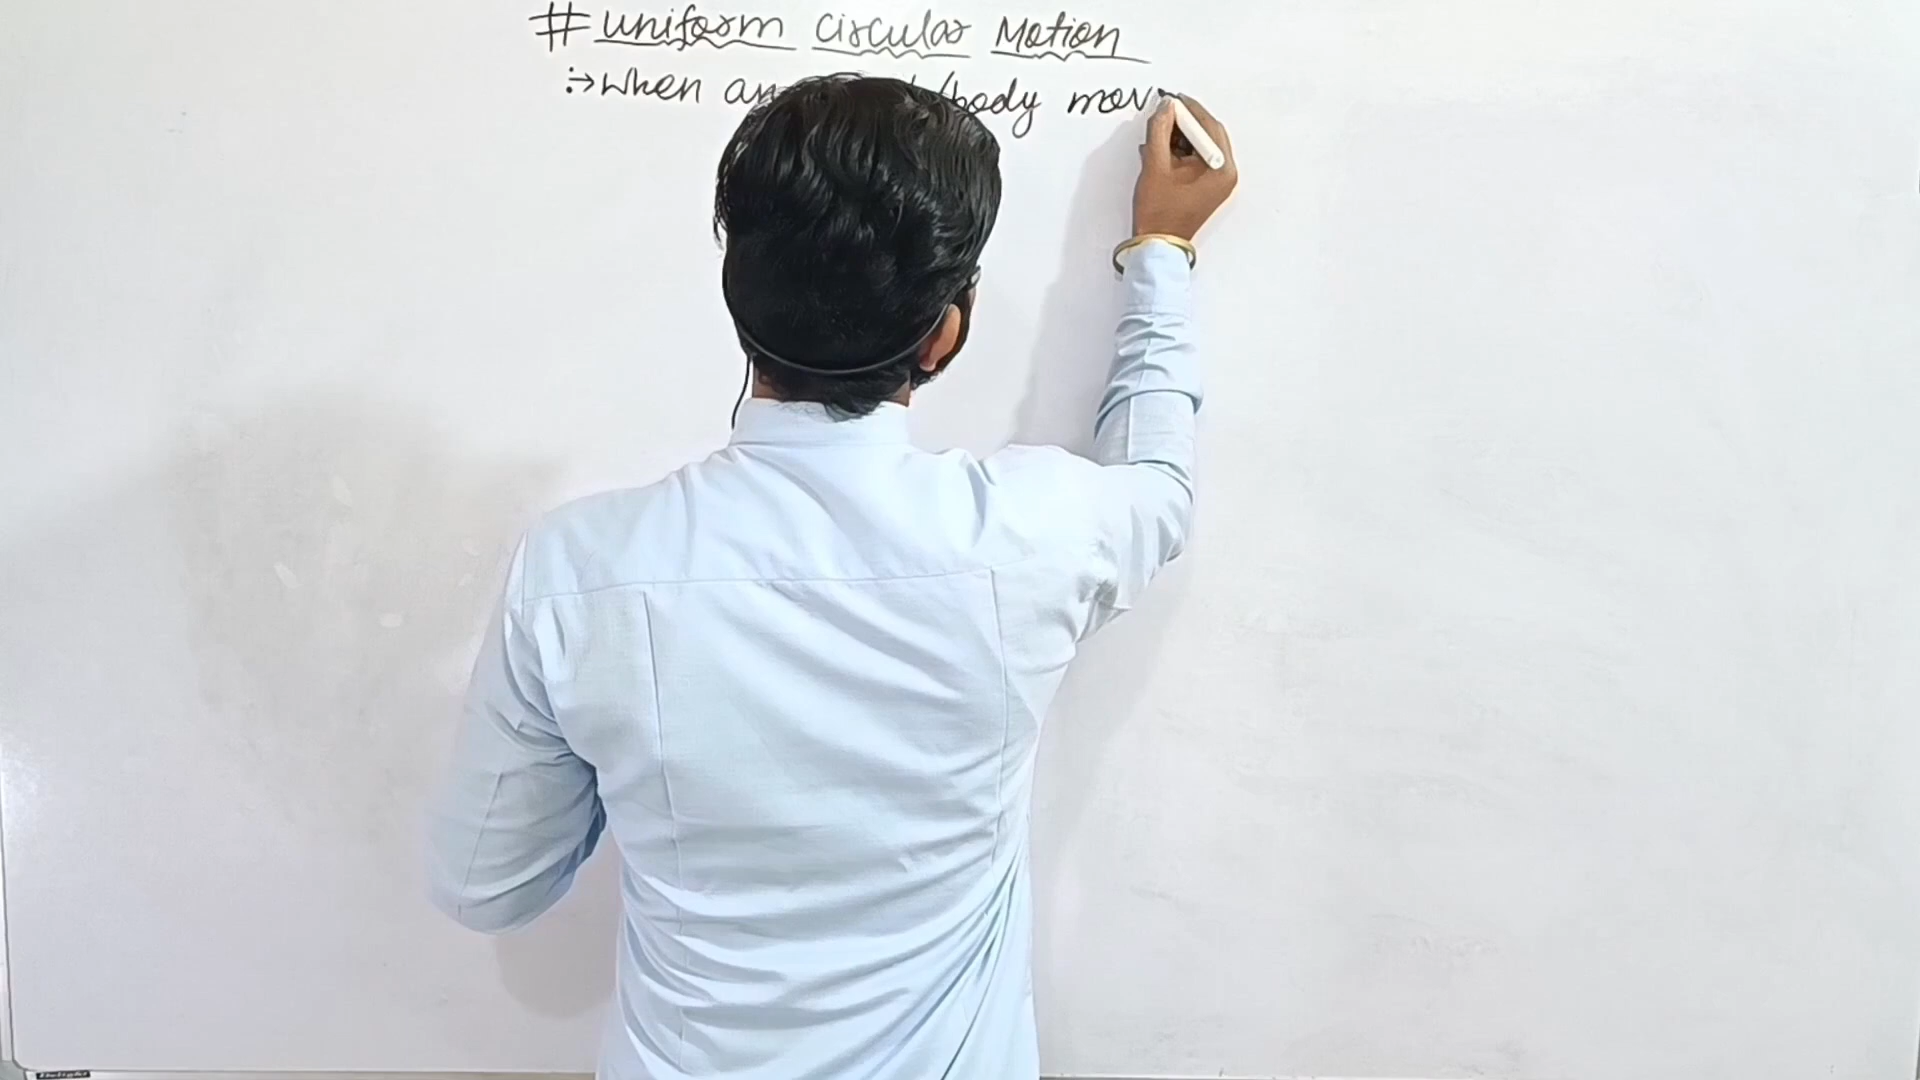 # Uniform Circular Motion
:→ When an /body mov